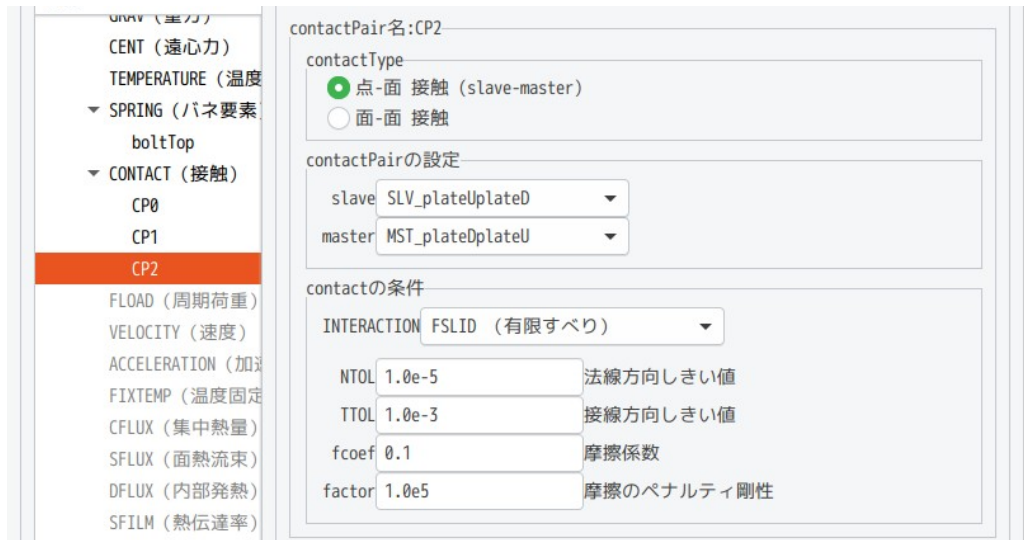 GRAV (重力)
CENT (遠心力)
TEMPERATURE (温度
SPRING (バネ要素)
boltTop
CONTACT (接触)
CP0
CP1
CP2
FLOAD (周期荷重)
VELOCITY (速度)
ACCELERATION (加速
FIXTEMP (温度固定
CFLUX (集中熱量)
SFLUX (面熱流束)
DFLUX (内部発熱)
SFILM (熱伝達率)
contactPair名:CP2
contactType
点-面 接触 (slave-master)
面-面 接触
contactPairの設定
slave SLV_plateUplateD
master MST_plateDplateU
contactの条件
INTERACTION FSLID (有限すべり)
NTOL 1.0e-5 法線方向しきい値
TTOL 1.0e-3 接線方向しきい値
fcoef 0.1 摩擦係数
factor 1.0e5 摩擦のペナルティ剛性